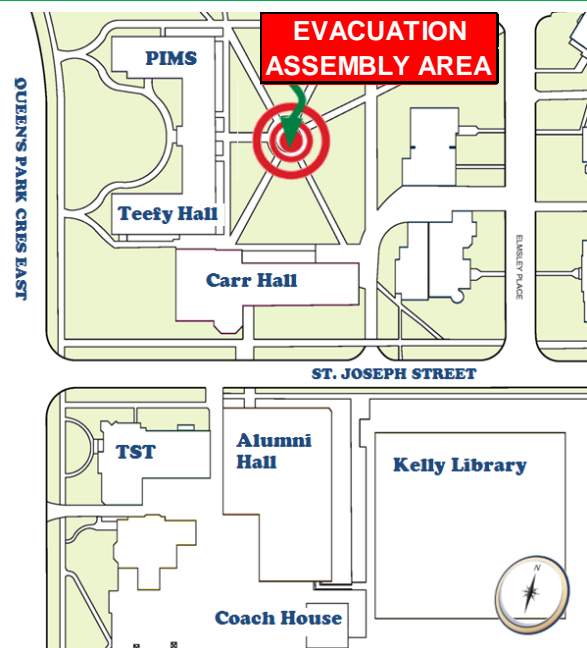 EVACUATION
ASSEMBLY AREA
PIMS
QUEEN'S PARK CRES EAST
Teefy Hall
ELMSLEY PLACE
Carr Hall
ST. JOSEPH STREET
TST
Alumni
Hall
Kelly Library
N
Coach House